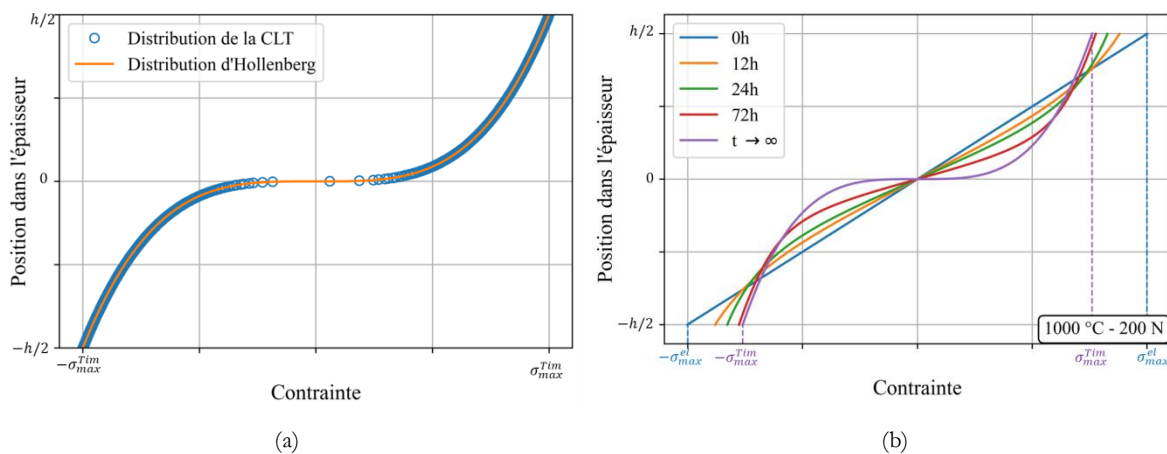 h/2
Distribution de la CLT
Distribution d'Hollenberg
Position dans l'épaisseur
0
−h/2
−σ_max^Tim
σ_max^Tim
Contrainte
(a)
h/2
0h
12h
24h
72h
t → ∞
Position dans l'épaisseur
0
−h/2
1000 °C - 200 N
−σ_max^el
−σ_max^Tim
σ_max^Tim
σ_max^el
Contrainte
(b)